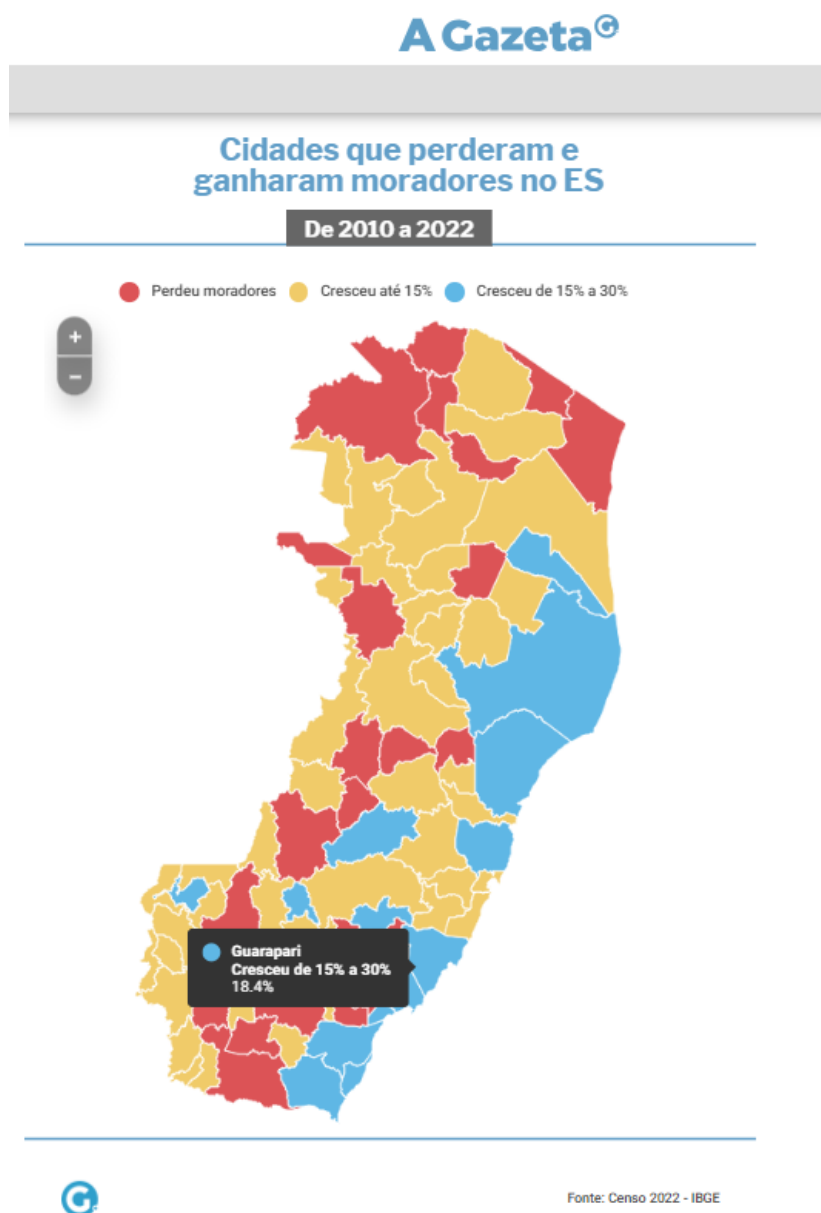 A Gazeta G
Cidades que perderam e
ganharam moradores no ES
De 2010 a 2022
Perdeu moradores Cresceu até 15% Cresceu de 15% a 30%
+
−
Guarapari
Cresceu de 15% a 30%
18.4%
G.
Fonte: Censo 2022 - IBGE